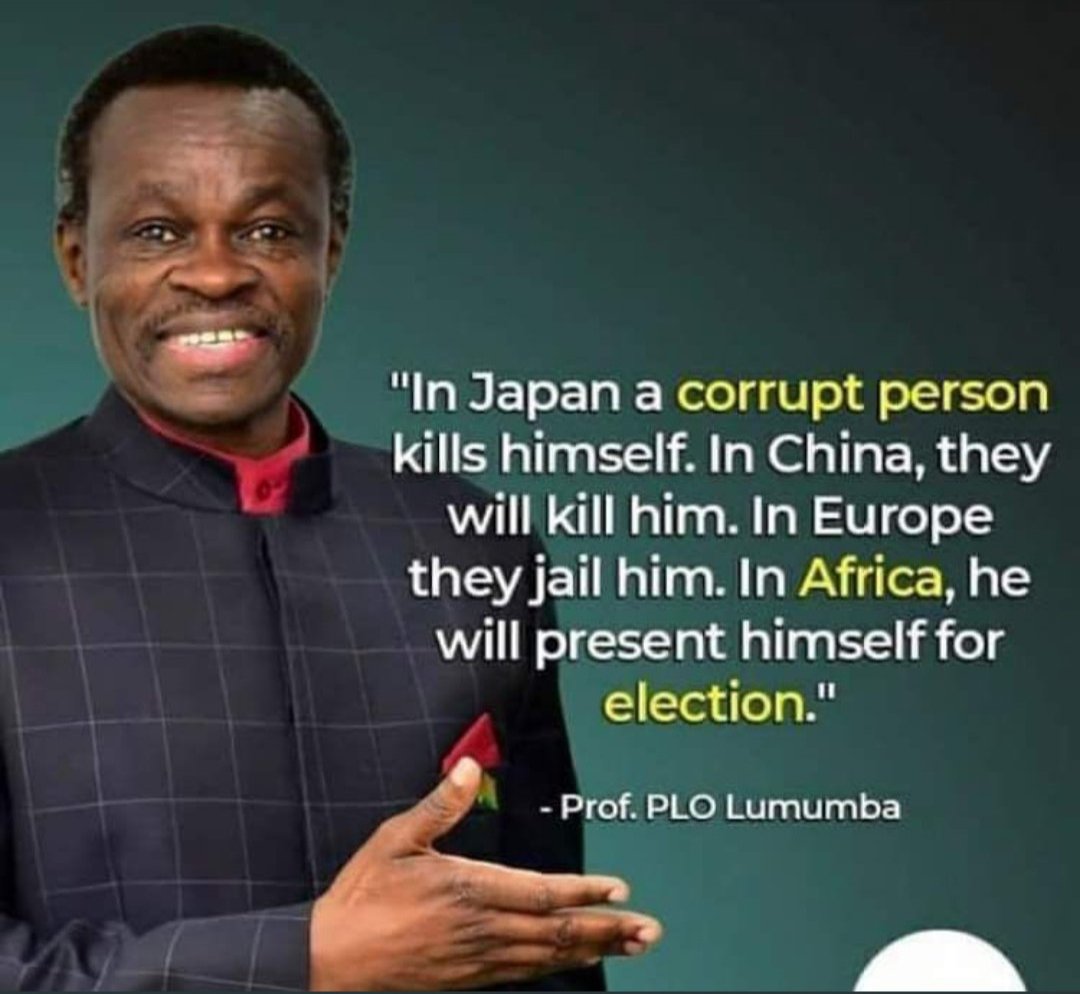 "In Japan a corrupt person
kills himself. In China, they
will kill him. In Europe
they jail him. In Africa, he
will present himself for
election."
- Prof. PLO Lumumba